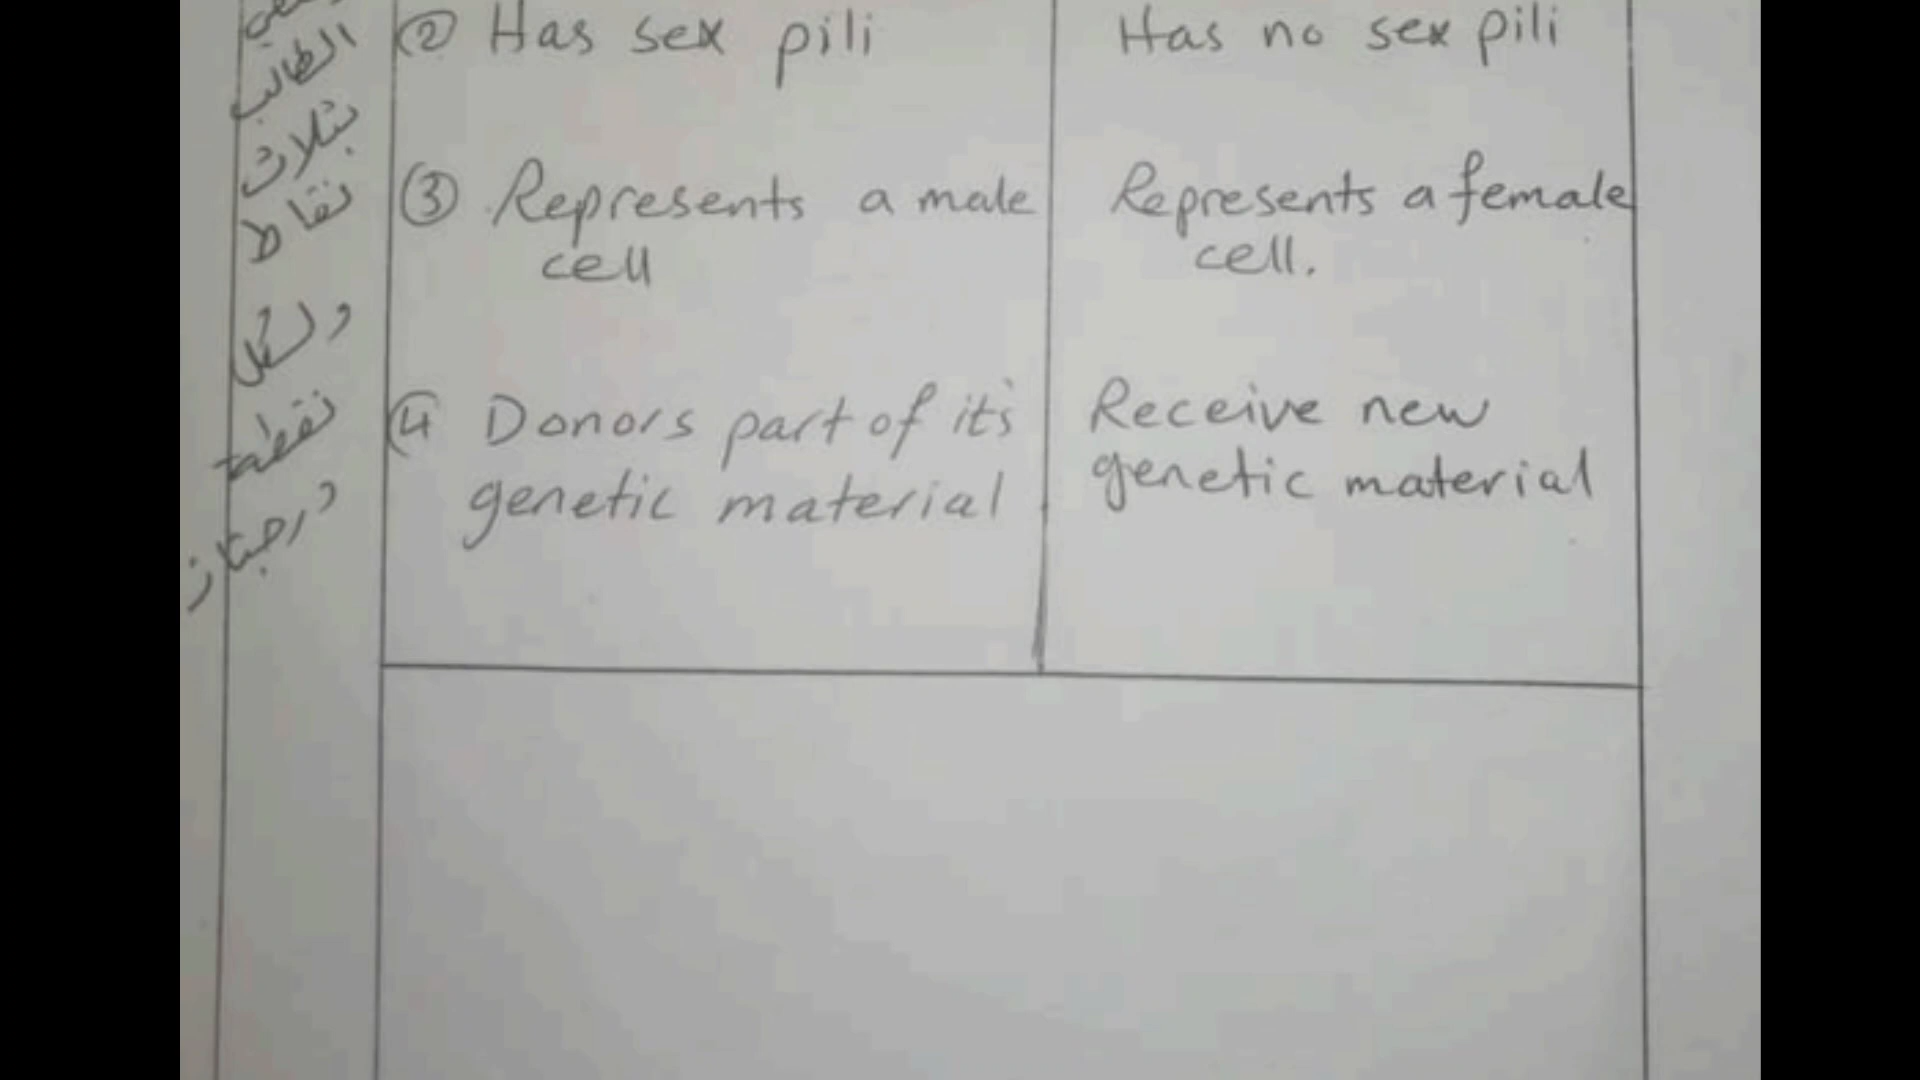 الطالب
بثلاث
نقاط
ولكل
نقطة
درجتان
② Has sex pili
Has no sex pili
③ Represents a male
cell
Represents a female
cell.
④ Donors part of it's
genetic material
Receive new
genetic material